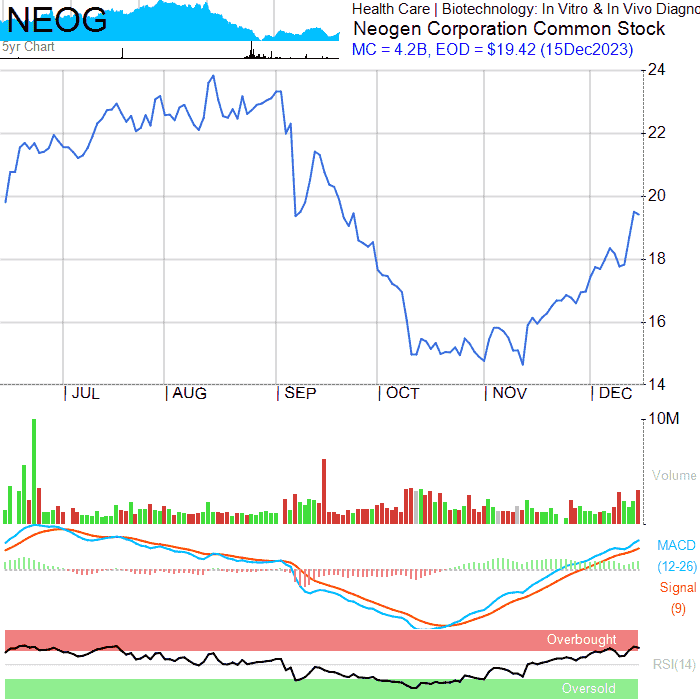 NEOG
5yr Chart
Health Care | Biotechnology: In Vitro & In Vivo Diagno
Neogen Corporation Common Stock
MC = 4.2B, EOD = $19.42 (15Dec2023)
24
22
20
18
16
14
JUL AUG SEP OCT NOV DEC
10M
Volume
MACD
(12-26)
Signal
(9)
Overbought
RSI(14)
Oversold